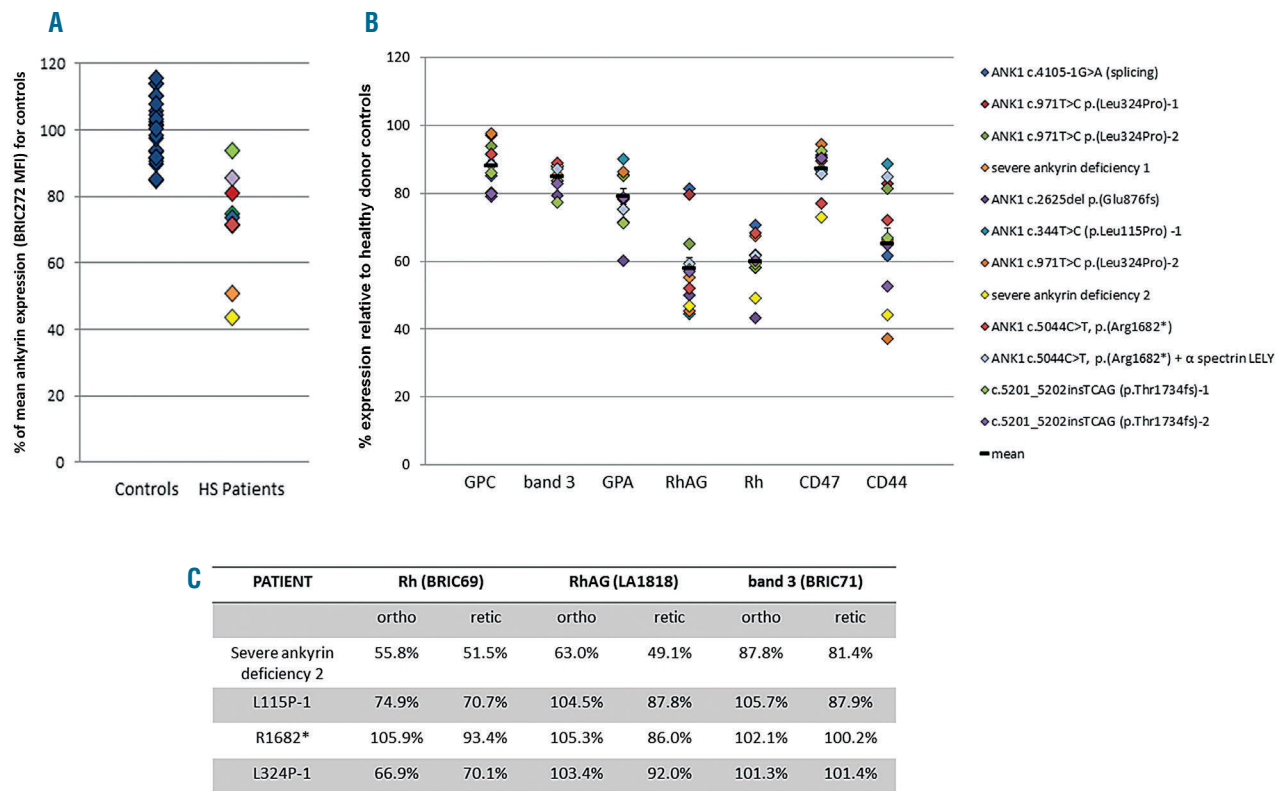 A
% of mean ankyrin expression (BRIC272 MFI) for controls
120
100
80
60
40
20
0
Controls HS Patients
B
% expression relative to healthy donor controls
120
100
80
60
40
20
0
GPC band 3 GPA RhAG Rh CD47 CD44
ANK1 c.4105-1G>A (splicing)
ANK1 c.971T>C p.(Leu324Pro)-1
ANK1 c.971T>C p.(Leu324Pro)-2
severe ankyrin deficiency 1
ANK1 c.2625del p.(Glu876fs)
ANK1 c.344T>C (p.Leu115Pro) -1
ANK1 c.971T>C p.(Leu324Pro)-2
severe ankyrin deficiency 2
ANK1 c.5044C>T, p.(Arg1682*)
ANK1 c.5044C>T, p.(Arg1682*) + α spectrin LELY
c.5201_5202insTCAG (p.Thr1734fs)-1
c.5201_5202insTCAG (p.Thr1734fs)-2
mean
C
PATIENT Rh (BRIC69) RhAG (LA1818) band 3 (BRIC71)
ortho retic ortho retic ortho retic
Severe ankyrin deficiency 2 55.8% 51.5% 63.0% 49.1% 87.8% 81.4%
L115P-1 74.9% 70.7% 104.5% 87.8% 105.7% 87.9%
R1682* 105.9% 93.4% 105.3% 86.0% 102.1% 100.2%
L324P-1 66.9% 70.1% 103.4% 92.0% 101.3% 101.4%